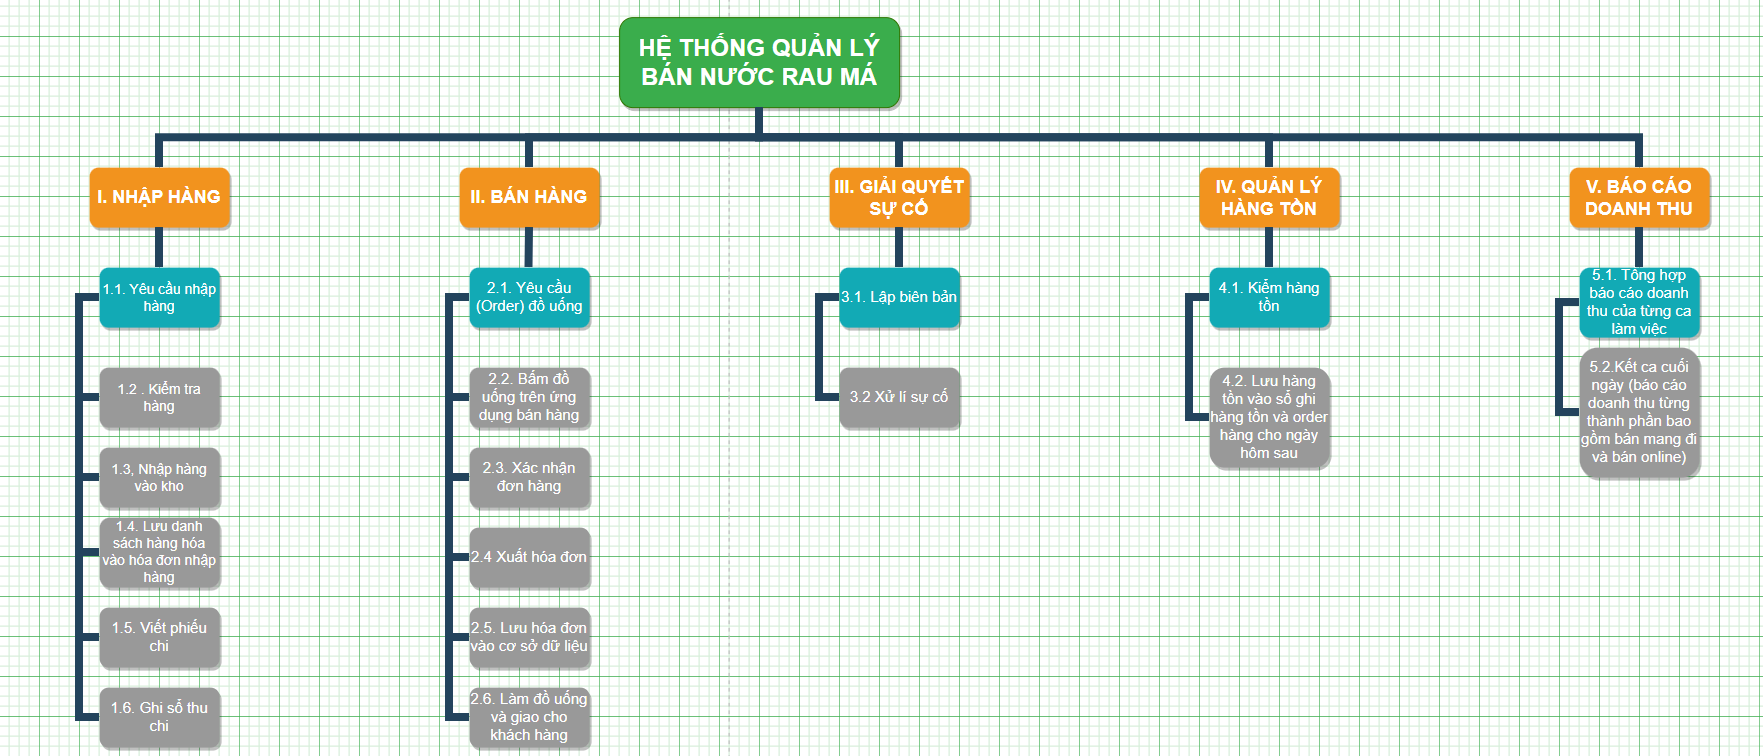 HỆ THỐNG QUẢN LÝ
BÁN NƯỚC RAU MÁ
I. NHẬP HÀNG
1.1. Yêu cầu nhập
hàng
1.2 . Kiểm tra
hàng
1.3, Nhập hàng
vào kho
1.4. Lưu danh
sách hàng hóa
vào hóa đơn nhập
hàng
1.5. Viết phiếu
chi
1.6. Ghi sổ thu
chi
II. BÁN HÀNG
2.1. Yêu cầu
(Order) đồ uống
2.2. Bấm đồ
uống trên ứng
dụng bán hàng
2.3. Xác nhận
đơn hàng
2.4 Xuất hóa đơn
2.5. Lưu hóa đơn
vào cơ sở dữ liệu
2.6. Làm đồ uống
và giao cho
khách hàng
III. GIẢI QUYẾT
SỰ CỐ
3.1. Lập biên bản
3.2 Xử lí sự cố
IV. QUẢN LÝ
HÀNG TỒN
4.1. Kiểm hàng
tồn
4.2. Lưu hàng
tồn vào sổ ghi
hàng tồn và order
hàng cho ngày
hôm sau
V. BÁO CÁO
DOANH THU
5.1. Tổng hợp
báo cáo doanh
thu của từng ca
làm việc
5.2.Kết ca cuối
ngày (báo cáo
doanh thu từng
thành phần bao
gồm bán mang đi
và bán online)